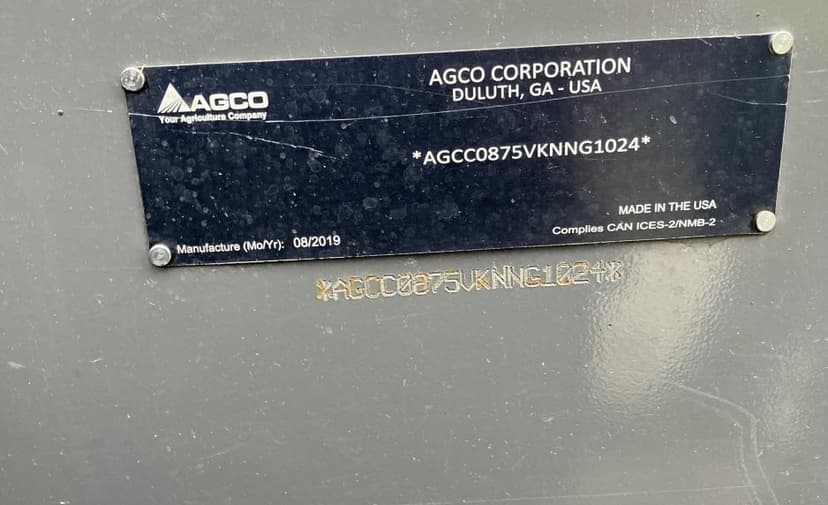 AGCO
Your Agriculture Company
AGCO CORPORATION
DULUTH, GA - USA
*AGCC0875VKNNG1024*
MADE IN THE USA
Complies CAN ICES-2/NMB-2
Manufacture (Mo/Yr): 08/2019
*AGCC0875VKNNG1024*